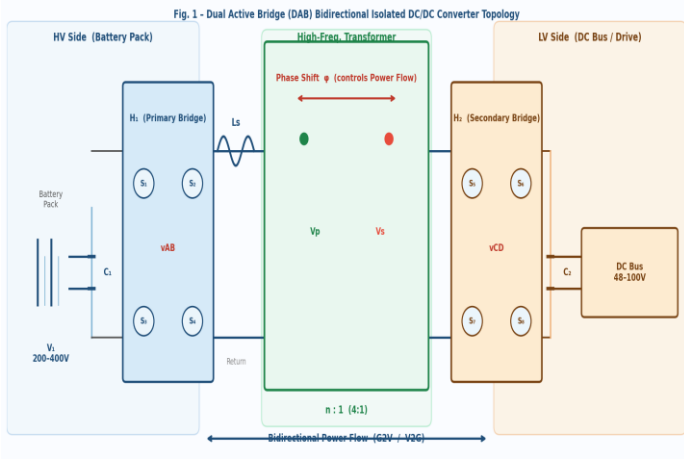 Fig. 1 – Dual Active Bridge (DAB) Bidirectional Isolated DC/DC Converter Topology
HV Side (Battery Pack)
High-Freq. Transformer
LV Side (DC Bus / Drive)
Phase Shift φ (controls Power Flow)
H₁ (Primary Bridge)
Ls
H₂ (Secondary Bridge)
S₁
S₂
S₅
S₆
Battery
Pack
Vp
Vs
vAB
vCD
C₁
C₂
DC Bus
48–100V
S₃
S₄
S₇
S₈
V₁
200–400V
Return
n : 1 (4:1)
Bidirectional Power Flow (G2V / V2G)